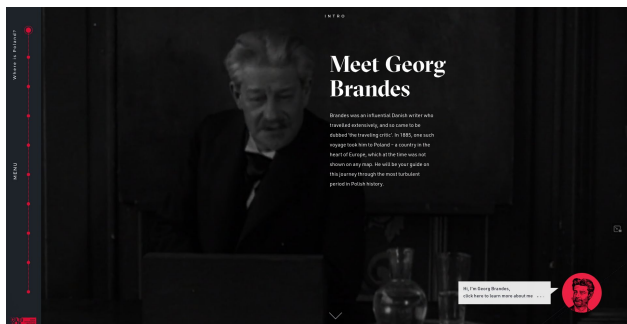 INTRO
Where is Poland?
MENU
Meet Georg
Brandes
Brandes was an influential Danish writer who
travelled extensively, and so came to be
dubbed 'the traveling critic'. In 1885, one such
voyage took him to Poland – a country in the
heart of Europe, which at the time was not
shown on any map. He will be your guide on
this journey through the most turbulent
period in Polish history.
Hi, I'm Georg Brandes,
click here to learn more about me ...